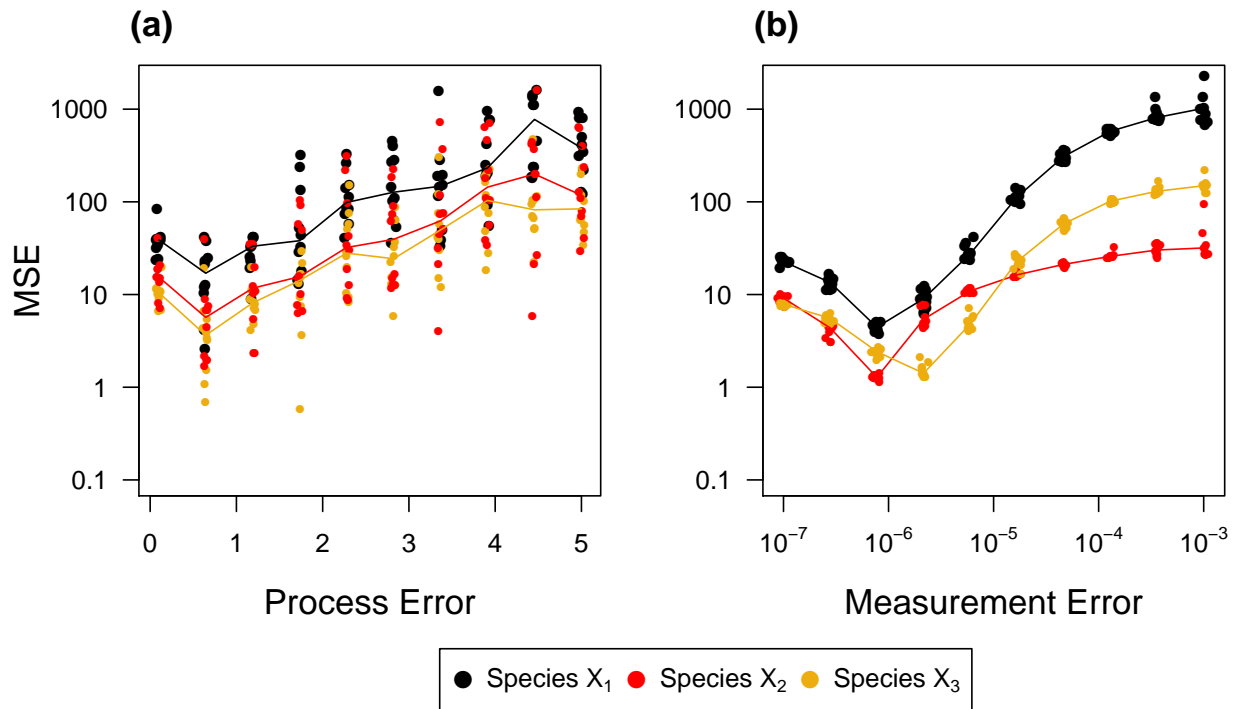 (a)
(b)
MSE
1000
100
10
1
0.1
0 1 2 3 4 5
Process Error
1000
100
10
1
0.1
10⁻⁷ 10⁻⁶ 10⁻⁵ 10⁻⁴ 10⁻³
Measurement Error
Species X₁ Species X₂ Species X₃